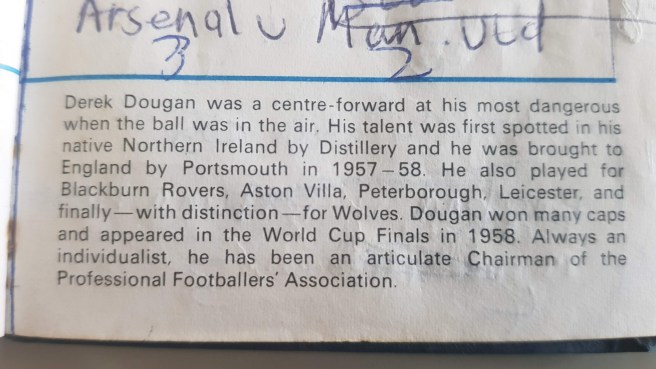 Arsenal v Man. Utd
3 2
Derek Dougan was a centre-forward at his most dangerous
when the ball was in the air. His talent was first spotted in his
native Northern Ireland by Distillery and he was brought to
England by Portsmouth in 1957–58. He also played for
Blackburn Rovers, Aston Villa, Peterborough, Leicester, and
finally—with distinction—for Wolves. Dougan won many caps
and appeared in the World Cup Finals in 1958. Always an
individualist, he has been an articulate Chairman of the
Professional Footballers' Association.